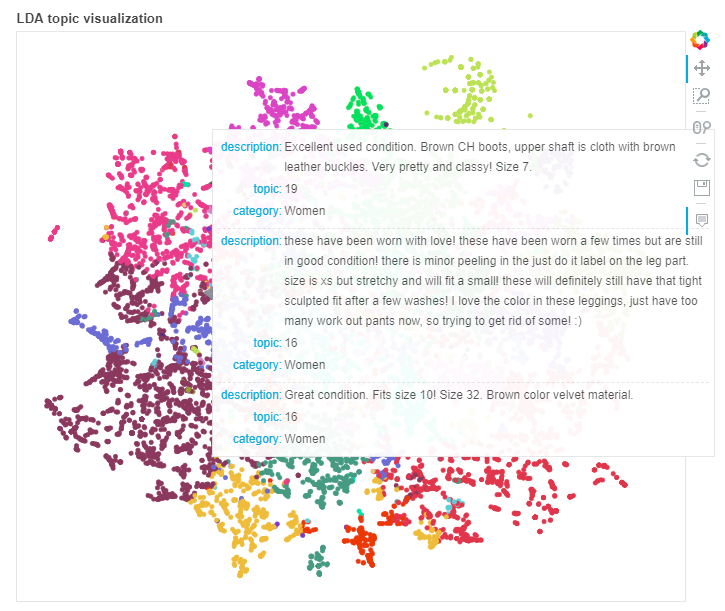 LDA topic visualization
description: Excellent used condition. Brown CH boots, upper shaft is cloth with brown
leather buckles. Very pretty and classy! Size 7.
topic: 19
category: Women
description: these have been worn with love! these have been worn a few times but are still
in good condition! there is minor peeling in the just do it label on the leg part.
size is xs but stretchy and will fit a small! these will definitely still have that tight
sculpted fit after a few washes! I love the color in these leggings, just have too
many work out pants now, so trying to get rid of some! :)
topic: 16
category: Women
description: Great condition. Fits size 10! Size 32. Brown color velvet material.
topic: 16
category: Women